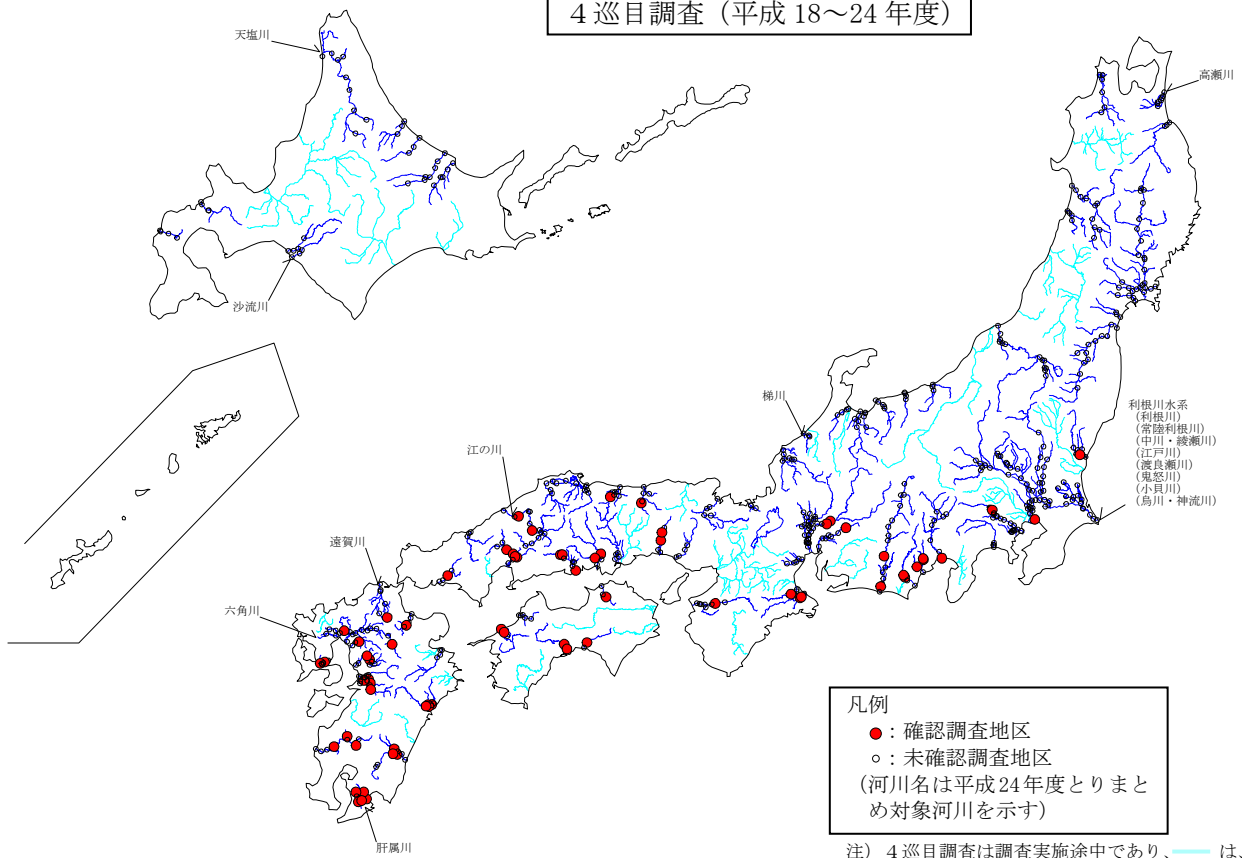 4巡目調査（平成 18～24 年度）
天塩川
高瀬川
沙流川
梯川
江の川
利根川水系
(利根川)
(常陸利根川)
(中川・綾瀬川)
(江戸川)
(渡良瀬川)
(鬼怒川)
(小貝川)
(烏川・神流川)
遠賀川
六角川
肝属川
凡例
：確認調査地区
：未確認調査地区
（河川名は平成24年度とりまと
め対象河川を示す）
注）４巡目調査は調査実施途中であり、 は、